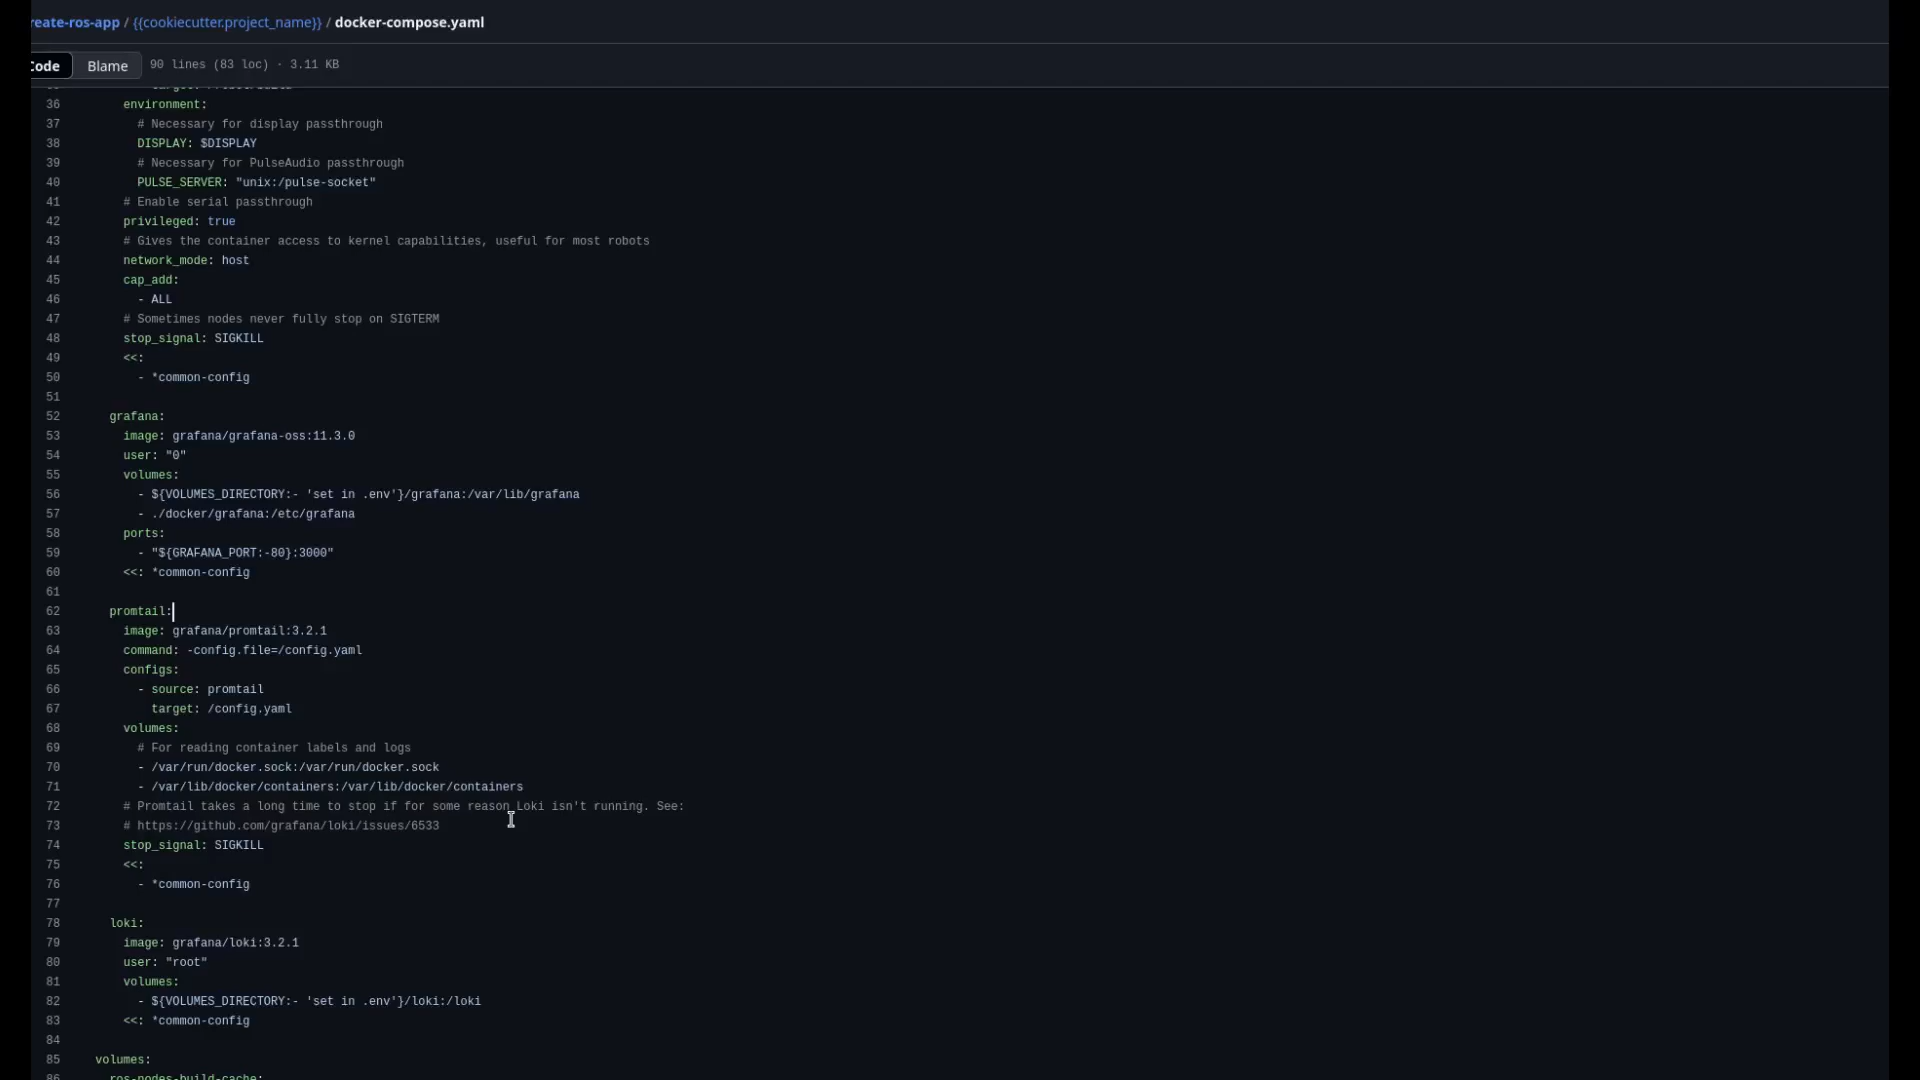 reate-ros-app / {{cookiecutter.project_name}} / docker-compose.yaml
Code Blame 90 lines (83 loc) · 3.11 KB
36 environment:
37 # Necessary for display passthrough
38 DISPLAY: $DISPLAY
39 # Necessary for PulseAudio passthrough
40 PULSE_SERVER: "unix:/pulse-socket"
41 # Enable serial passthrough
42 privileged: true
43 # Gives the container access to kernel capabilities, useful for most robots
44 network_mode: host
45 cap_add:
46 - ALL
47 # Sometimes nodes never fully stop on SIGTERM
48 stop_signal: SIGKILL
49 <<:
50 - *common-config
51
52 grafana:
53 image: grafana/grafana-oss:11.3.0
54 user: "0"
55 volumes:
56 - ${VOLUMES_DIRECTORY:- 'set in .env'}/grafana:/var/lib/grafana
57 - ./docker/grafana:/etc/grafana
58 ports:
59 - "${GRAFANA_PORT:-80}:3000"
60 <<: *common-config
61
62 promtail:
63 image: grafana/promtail:3.2.1
64 command: -config.file=/config.yaml
65 configs:
66 - source: promtail
67 target: /config.yaml
68 volumes:
69 # For reading container labels and logs
70 - /var/run/docker.sock:/var/run/docker.sock
71 - /var/lib/docker/containers:/var/lib/docker/containers
72 # Promtail takes a long time to stop if for some reason Loki isn't running. See:
73 # https://github.com/grafana/loki/issues/6533
74 stop_signal: SIGKILL
75 <<:
76 - *common-config
77
78 loki:
79 image: grafana/loki:3.2.1
80 user: "root"
81 volumes:
82 - ${VOLUMES_DIRECTORY:- 'set in .env'}/loki:/loki
83 <<: *common-config
84
85 volumes:
86 ros-nodes-build-cache: